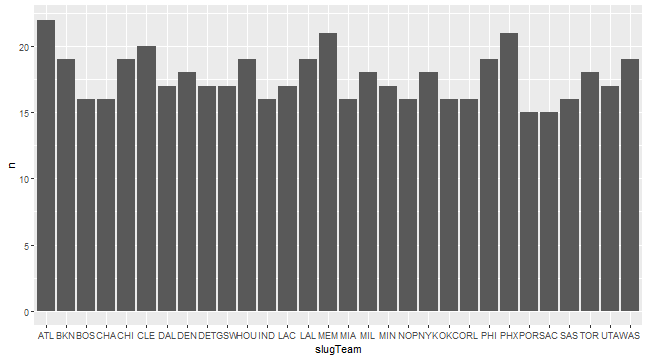 n
20
15
10
5
0
ATL BKN BOS CHA CHI CLE DAL DEN DET GSW HOU IND LAC LAL MEM MIA MIL MIN NOP NYK OKC ORL PHI PHX POR SAC SAS TOR UTA WAS
slugTeam